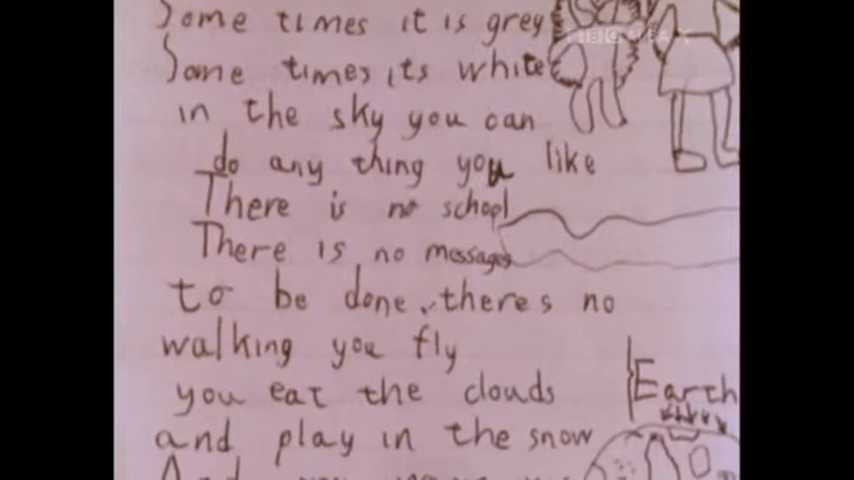 Some times it is grey
Some times its white
in the sky you can
do any thing you like
There is no school
There is no messages
to be done, theres no
walking you fly
you eat the clouds
and play in the snow
And
Earth